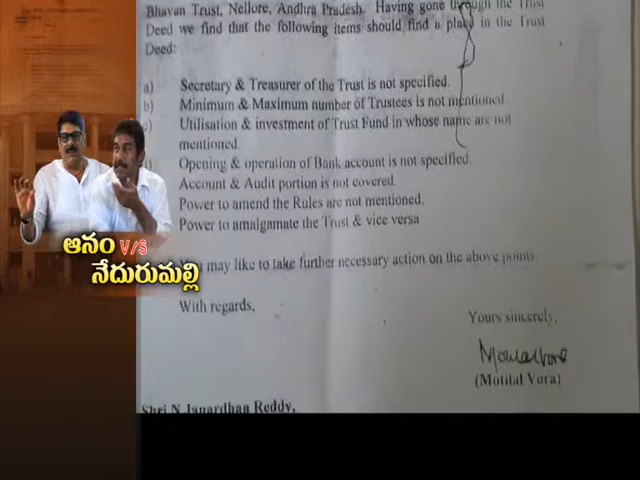 Bhavan Trust, Nellore, Andhra Pradesh. Having gone through the Trust
Deed we find that the following items should find a place in the Trust
Deed:
a) Secretary & Treasurer of the Trust is not specified.
b) Minimum & Maximum number of Trustees is not mentioned.
c) Utilisation & investment of Trust Fund in whose name are not
mentioned.
Opening & operation of Bank account is not specified.
Account & Audit portion is not covered.
Power to amend the Rules are not mentioned.
Power to amalgamate the Trust & vice versa
may like to take further necessary action on the above points.
With regards,
Yours sincerely,
(Motilal Vora)
Shri N Janardhan Reddy,
ఆనం V/S
నేదురుమల్లి